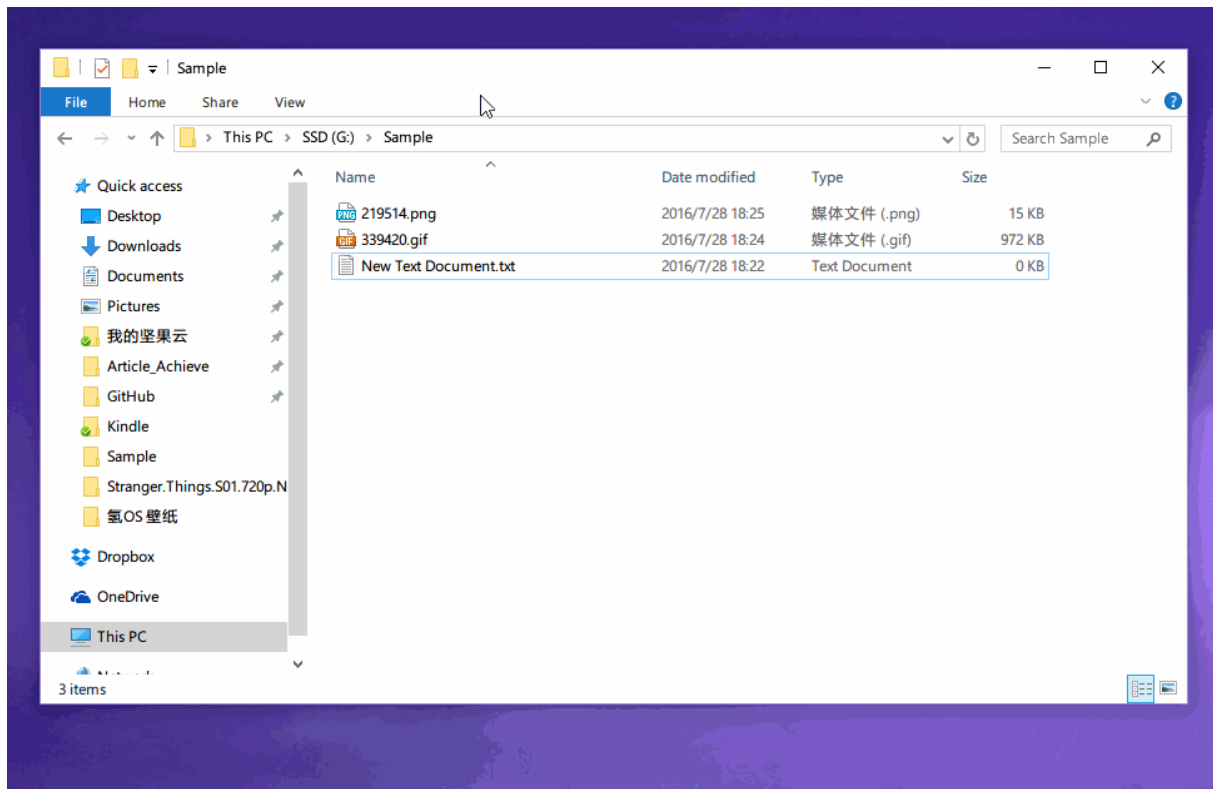 Sample
File Home Share View
This PC > SSD (G:) > Sample
Search Sample
Name Date modified Type Size
PNG 219514.png 2016/7/28 18:25 媒体文件 (.png) 15 KB
GIF 339420.gif 2016/7/28 18:24 媒体文件 (.gif) 972 KB
New Text Document.txt 2016/7/28 18:22 Text Document 0 KB
Quick access
Desktop
Downloads
Documents
Pictures
我的坚果云
Article_Achieve
GitHub
Kindle
Sample
Stranger.Things.S01.720p.N
氢OS 壁纸
Dropbox
OneDrive
This PC
3 items